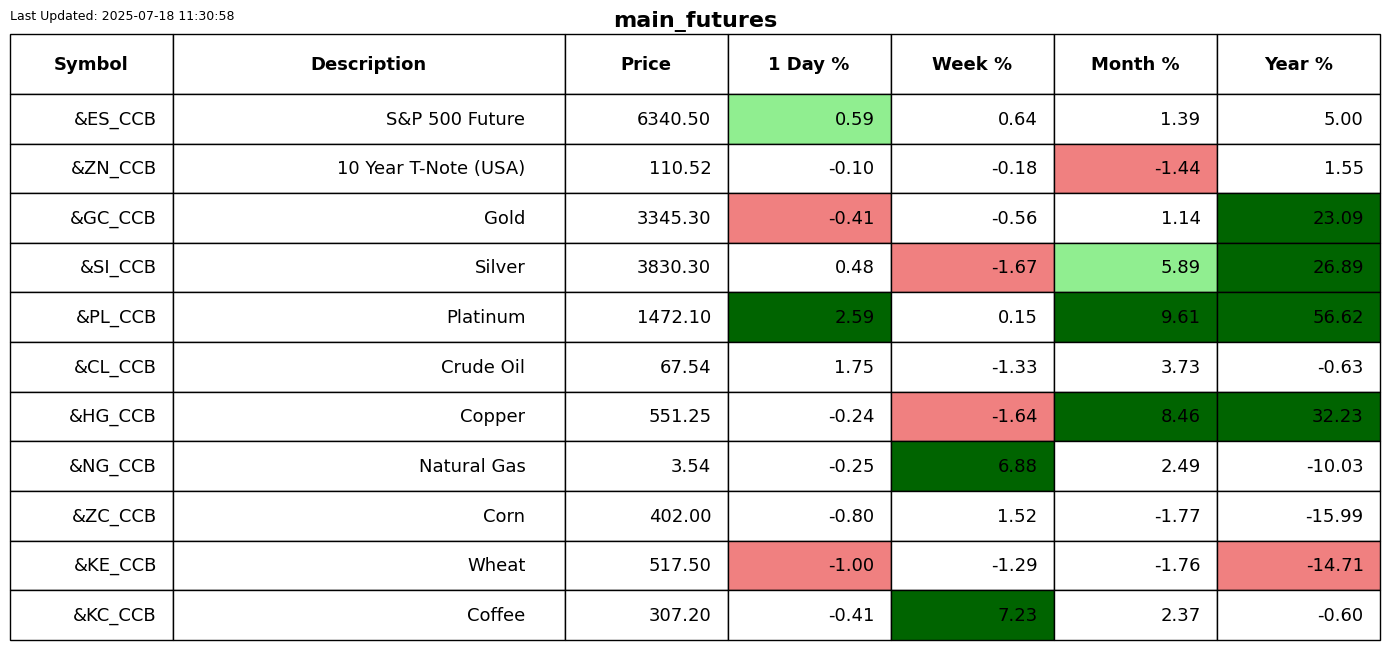 Last Updated: 2025-07-18 11:30:58
main_futures
Symbol Description Price 1 Day % Week % Month % Year %
&ES_CCB S&P 500 Future 6340.50 0.59 0.64 1.39 5.00
&ZN_CCB 10 Year T-Note (USA) 110.52 -0.10 -0.18 -1.44 1.55
&GC_CCB Gold 3345.30 -0.41 -0.56 1.14 23.09
&SI_CCB Silver 3830.30 0.48 -1.67 5.89 26.89
&PL_CCB Platinum 1472.10 2.59 0.15 9.61 56.62
&CL_CCB Crude Oil 67.54 1.75 -1.33 3.73 -0.63
&HG_CCB Copper 551.25 -0.24 -1.64 8.46 32.23
&NG_CCB Natural Gas 3.54 -0.25 6.88 2.49 -10.03
&ZC_CCB Corn 402.00 -0.80 1.52 -1.77 -15.99
&KE_CCB Wheat 517.50 -1.00 -1.29 -1.76 -14.71
&KC_CCB Coffee 307.20 -0.41 7.23 2.37 -0.60